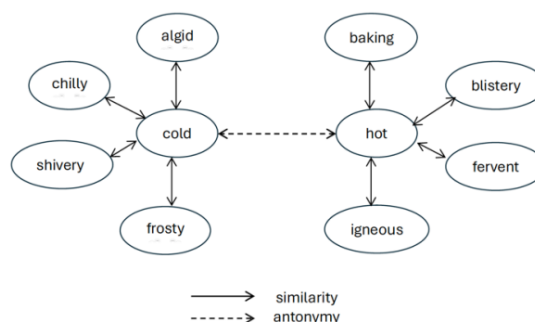 algid
baking
chilly
blistery
cold
hot
shivery
fervent
frosty
igneous
similarity
antonymy